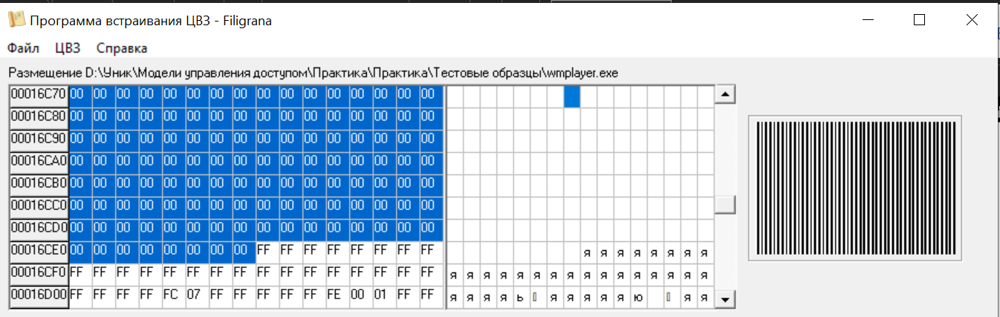 Программа встраивания ЦВЗ - Filigrana
Файл ЦВЗ Справка
Размещение D:\Уник\Модели управления доступом\Практика\Практика\Тестовые образцы\wmplayer.exe
00016C70 00 00 00 00 00 00 00 00 00 00 00 00 00 00 00 00
00016C80 00 00 00 00 00 00 00 00 00 00 00 00 00 00 00 00
00016C90 00 00 00 00 00 00 00 00 00 00 00 00 00 00 00 00
00016CA0 00 00 00 00 00 00 00 00 00 00 00 00 00 00 00 00
00016CB0 00 00 00 00 00 00 00 00 00 00 00 00 00 00 00 00
00016CC0 00 00 00 00 00 00 00 00 00 00 00 00 00 00 00 00
00016CD0 00 00 00 00 00 00 00 00 00 00 00 00 00 00 00 00
00016CE0 00 00 00 00 00 00 00 00 FF FF FF FF FF FF FF FF я я я я я я я я
00016CF0 FF FF FF FF FF FF FF FF FF FF FF FF FF FF FF FF я я я я я я я я я я я я я я я я
00016D00 FF FF FF FF FC 07 FF FF FF FF FF FE 00 01 FF FF я я я я ь я я я я я ю я я